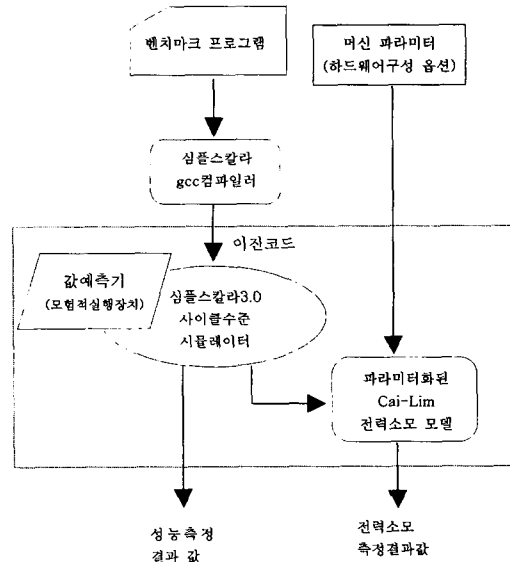 벤치마크 프로그램
머신 파라미터
(하드웨어구성 옵션)
심플스칼라
gcc컴파일러
이진코드
값예측기
(모험적실행장치)
심플스칼라3.0
사이클수준
시뮬레이터
파라미터화된
Cai-Lim
전력소모 모델
성능측정
결과 값
전력소모
측정결과값